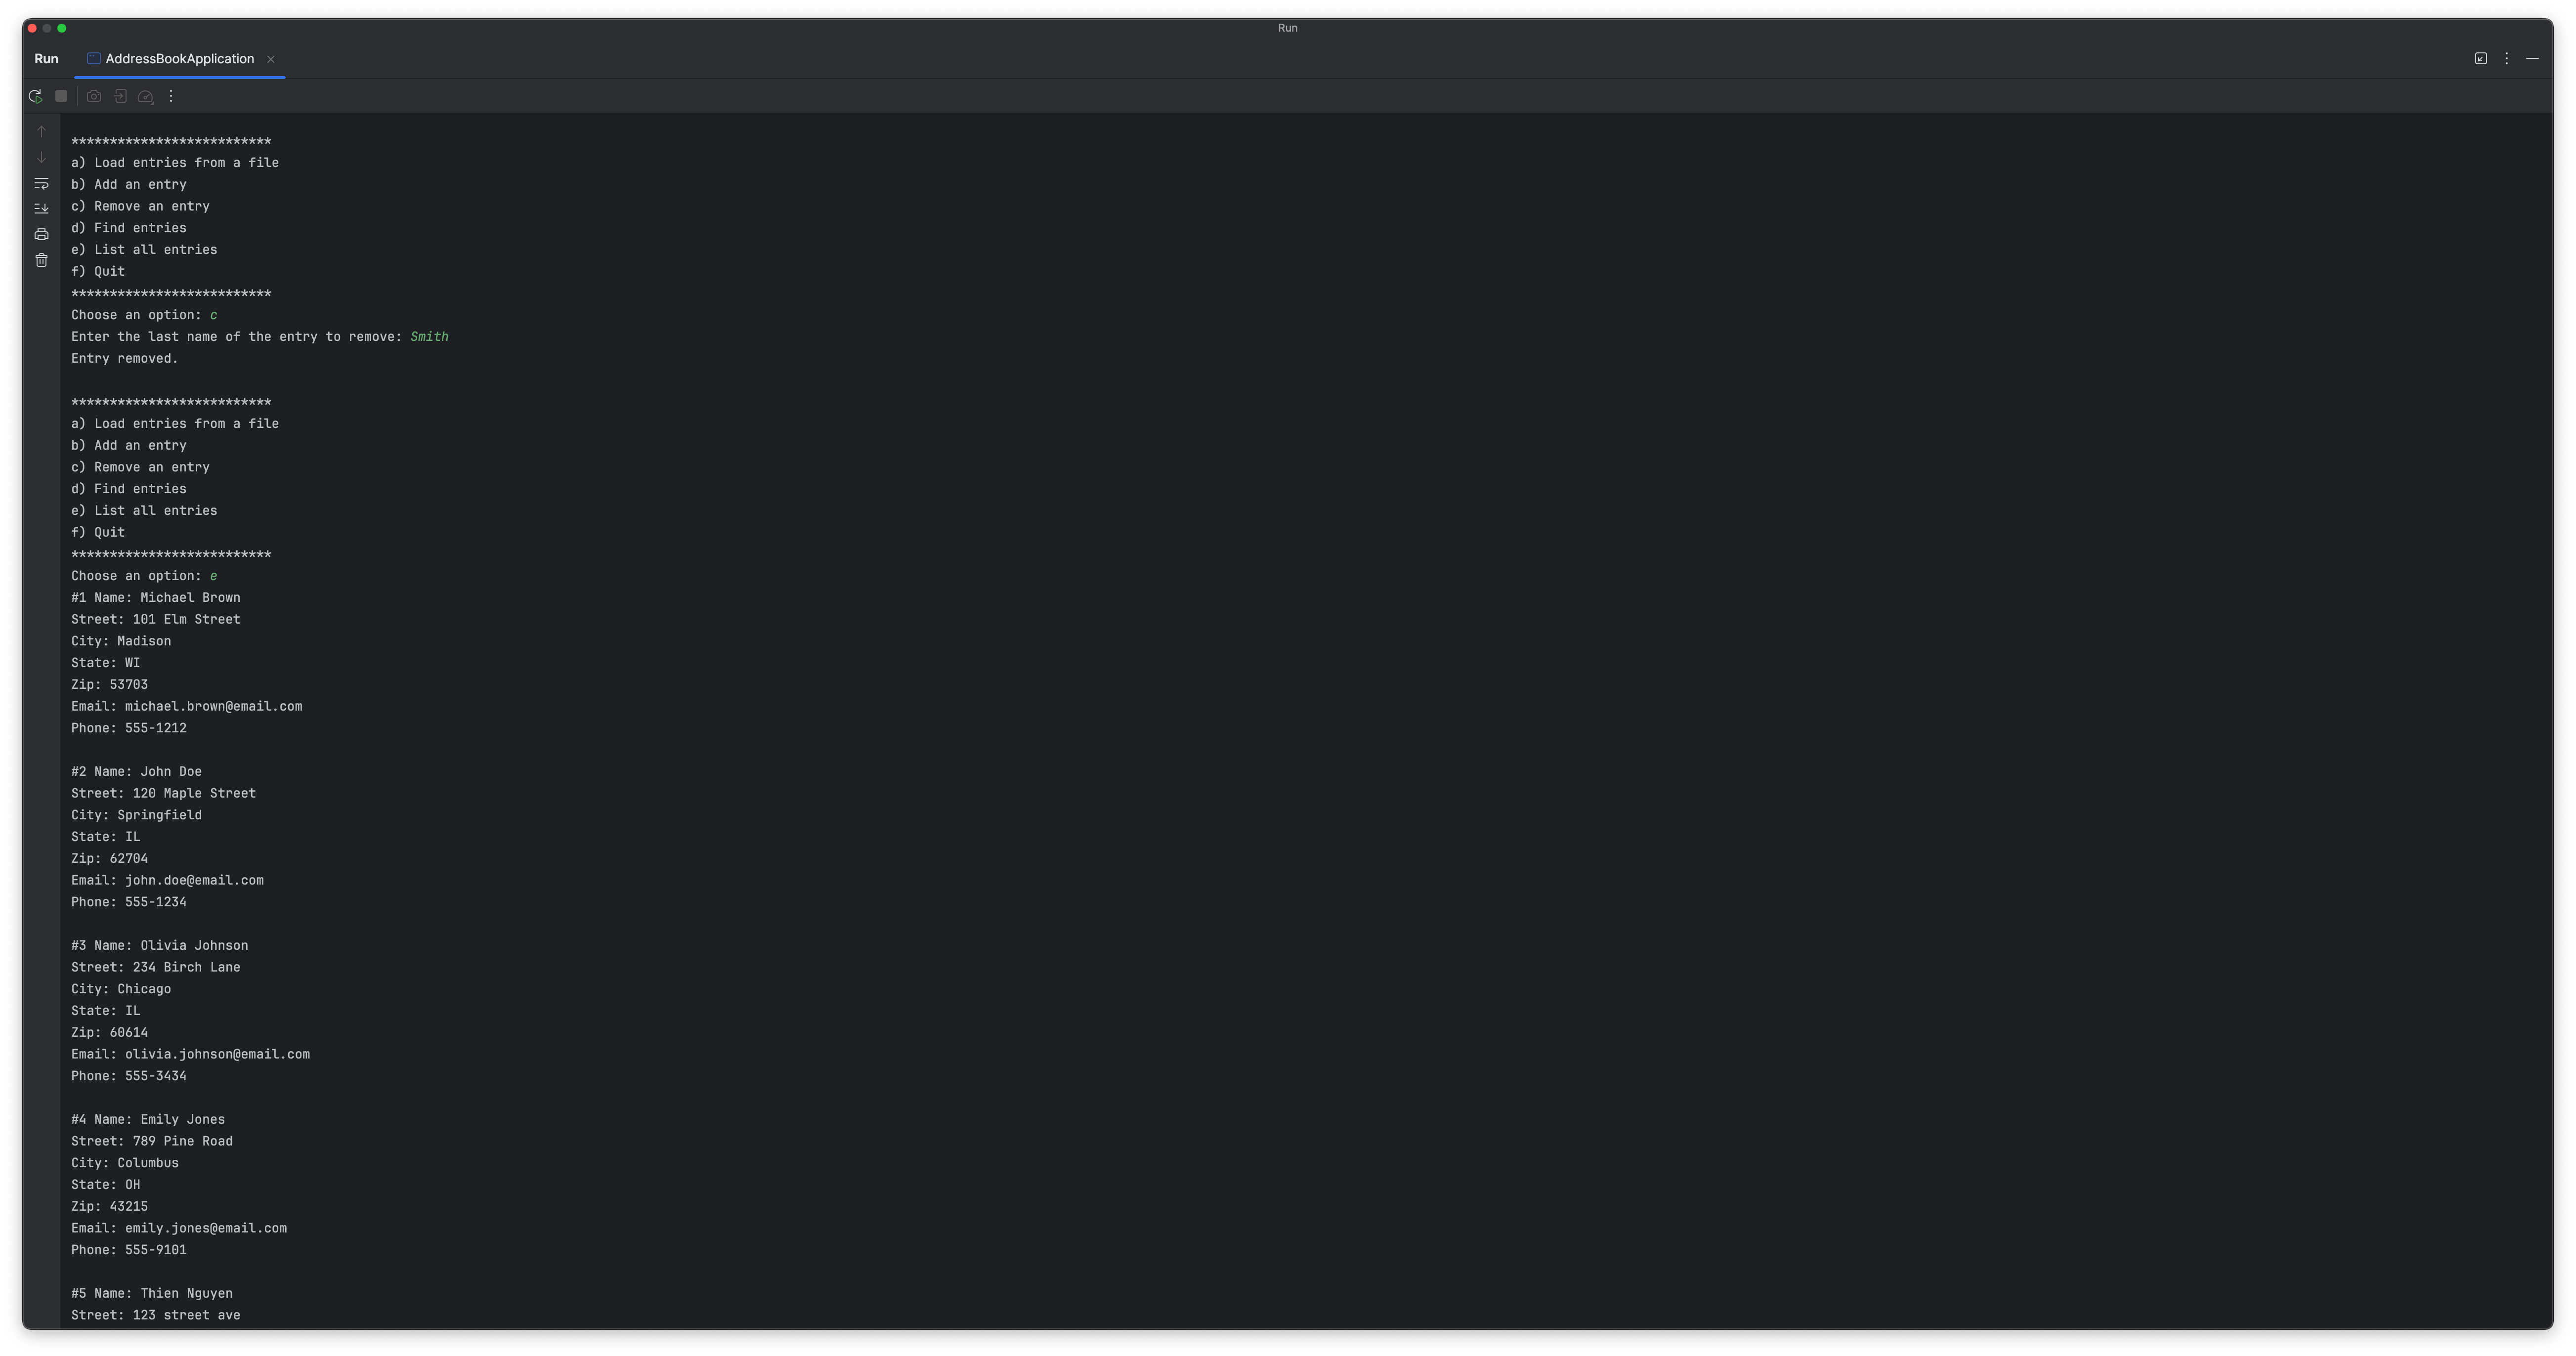 Run
Run
AddressBookApplication
**************************
a) Load entries from a file
b) Add an entry
c) Remove an entry
d) Find entries
e) List all entries
f) Quit
**************************
Choose an option: c
Enter the last name of the entry to remove: Smith
Entry removed.
**************************
a) Load entries from a file
b) Add an entry
c) Remove an entry
d) Find entries
e) List all entries
f) Quit
**************************
Choose an option: e
#1 Name: Michael Brown
Street: 101 Elm Street
City: Madison
State: WI
Zip: 53703
Email: michael.brown@email.com
Phone: 555-1212
#2 Name: John Doe
Street: 120 Maple Street
City: Springfield
State: IL
Zip: 62704
Email: john.doe@email.com
Phone: 555-1234
#3 Name: Olivia Johnson
Street: 234 Birch Lane
City: Chicago
State: IL
Zip: 60614
Email: olivia.johnson@email.com
Phone: 555-3434
#4 Name: Emily Jones
Street: 789 Pine Road
City: Columbus
State: OH
Zip: 43215
Email: emily.jones@email.com
Phone: 555-9101
#5 Name: Thien Nguyen
Street: 123 street ave